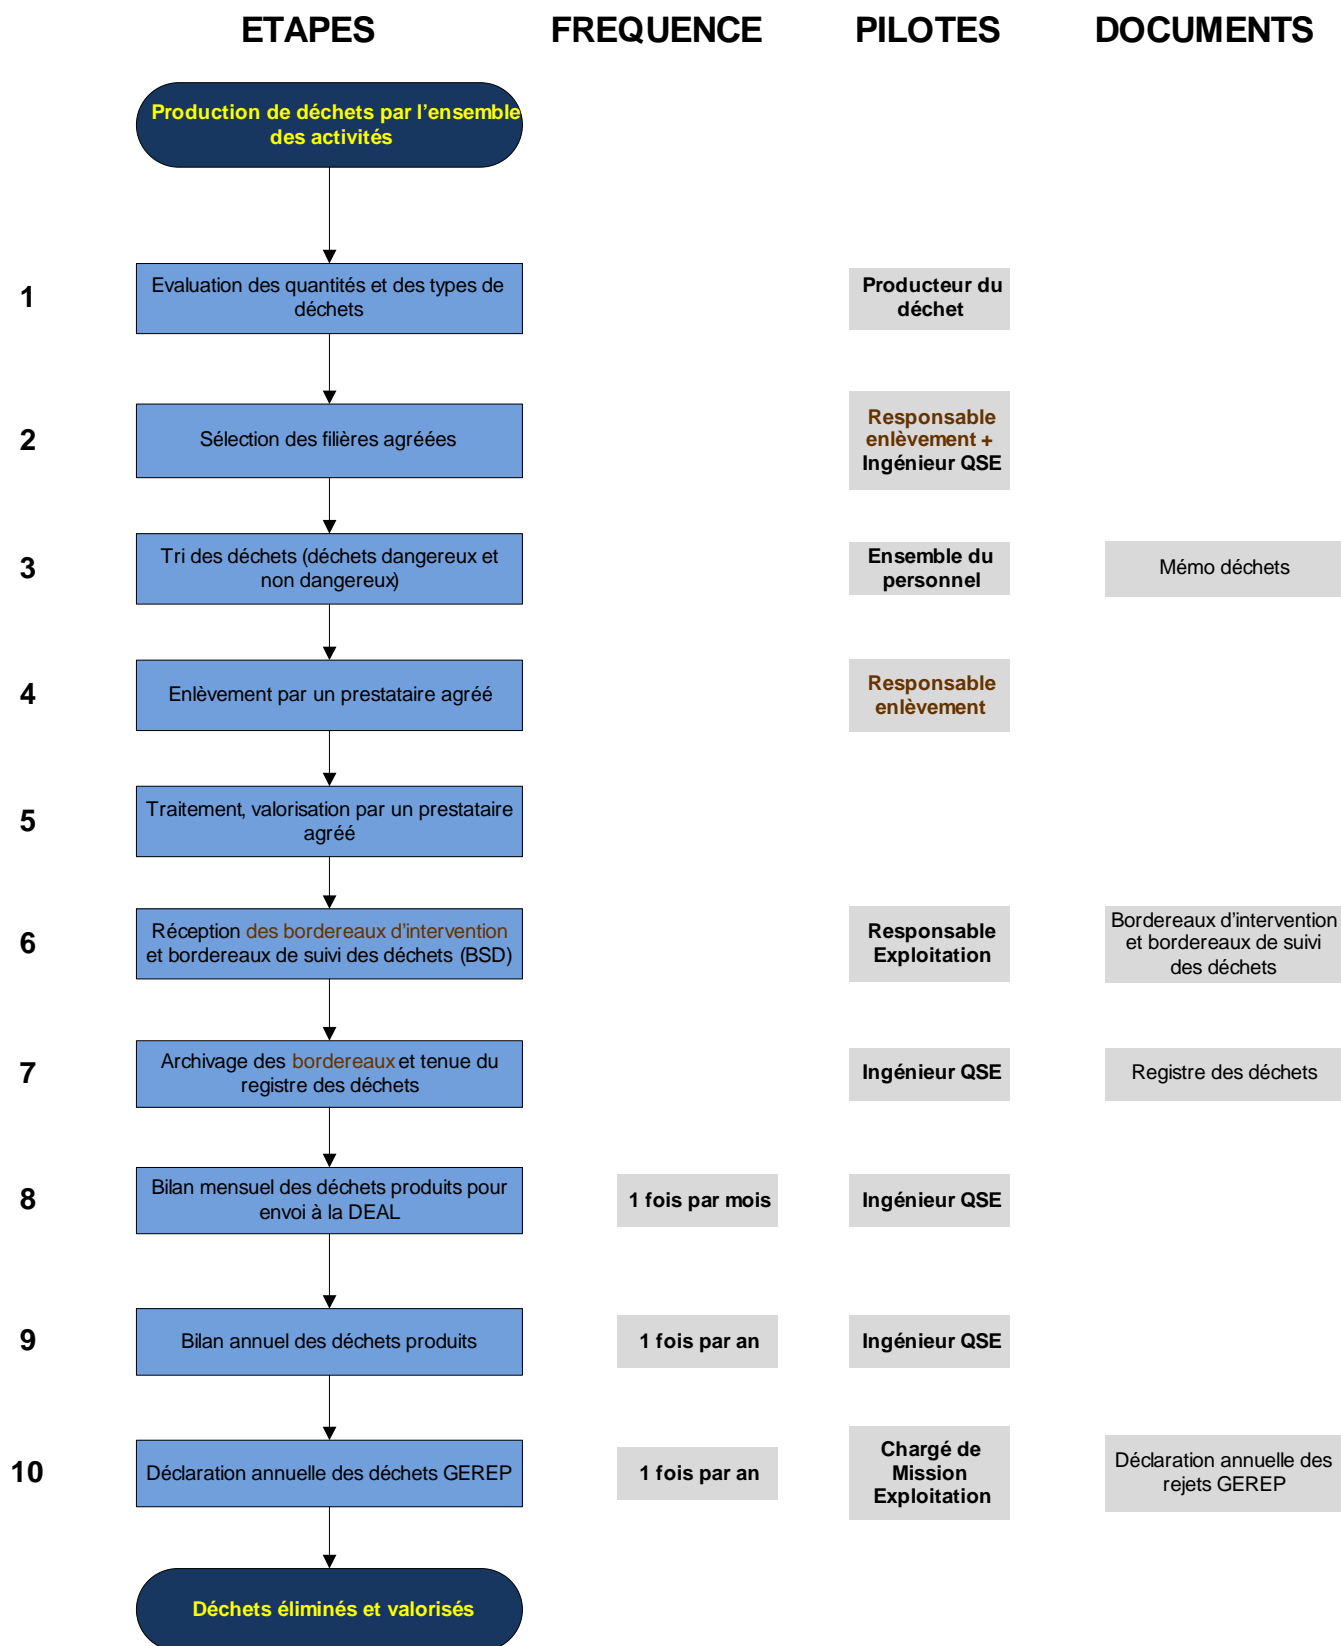 ETAPES FREQUENCE PILOTES DOCUMENTS
Production de déchets par l'ensemble
des activités
1
Evaluation des quantités et des types de
déchets
Producteur du
déchet
2
Sélection des filières agréées
Responsable
enlèvement +
Ingénieur QSE
3
Tri des déchets (déchets dangereux et
non dangereux)
Ensemble du
personnel
Mémo déchets
4
Enlèvement par un prestataire agréé
Responsable
enlèvement
5
Traitement, valorisation par un prestataire
agréé
6
Réception des bordereaux d'intervention
et bordereaux de suivi des déchets (BSD)
Responsable
Exploitation
Bordereaux d'intervention
et bordereaux de suivi
des déchets
7
Archivage des bordereaux et tenue du
registre des déchets
Ingénieur QSE
Registre des déchets
8
Bilan mensuel des déchets produits pour
envoi à la DEAL
1 fois par mois
Ingénieur QSE
9
Bilan annuel des déchets produits
1 fois par an
Ingénieur QSE
10
Déclaration annuelle des déchets GEREP
1 fois par an
Chargé de
Mission
Exploitation
Déclaration annuelle des
rejets GEREP
Déchets éliminés et valorisés